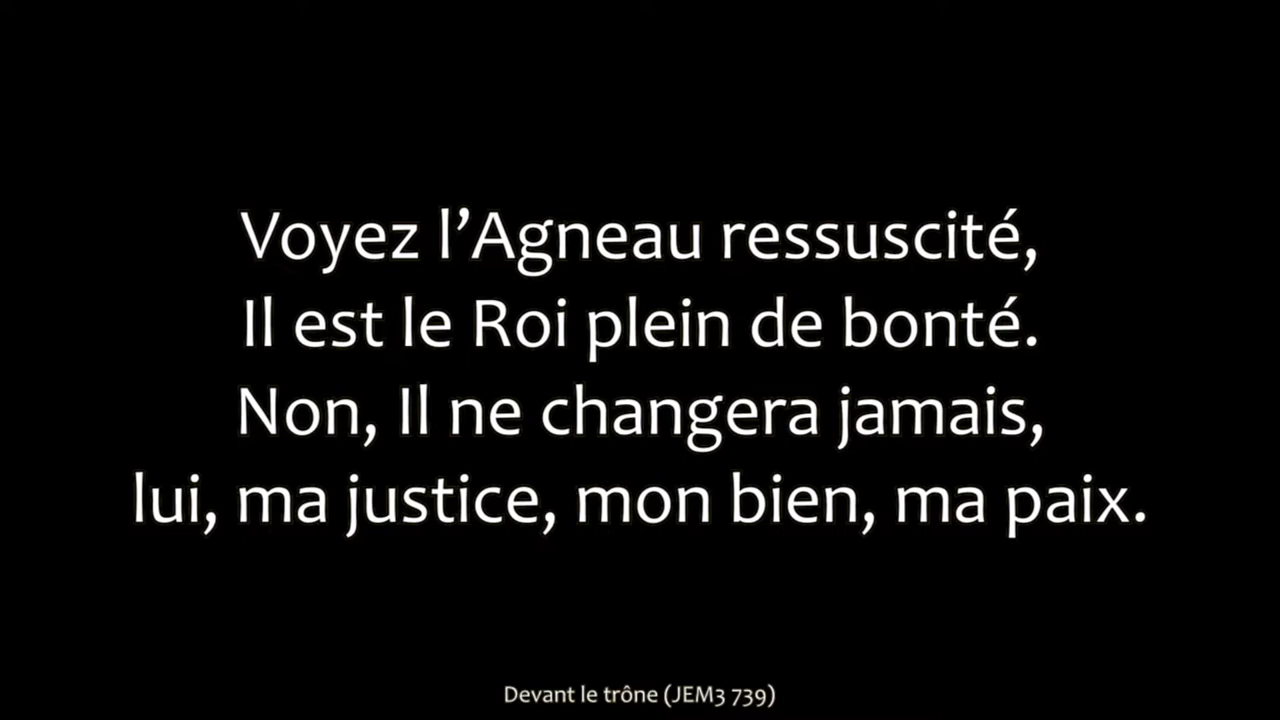 Voyez l’Agneau ressuscité,
Il est le Roi plein de bonté.
Non, Il ne changera jamais,
lui, ma justice, mon bien, ma paix.
Devant le trône (JEM3 739)